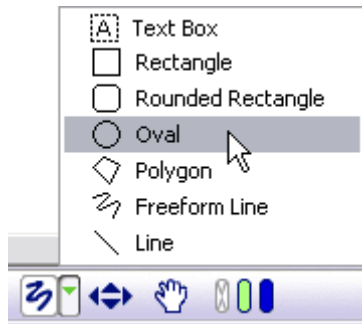 Text Box
Rectangle
Rounded Rectangle
Oval
Polygon
Freeform Line
Line